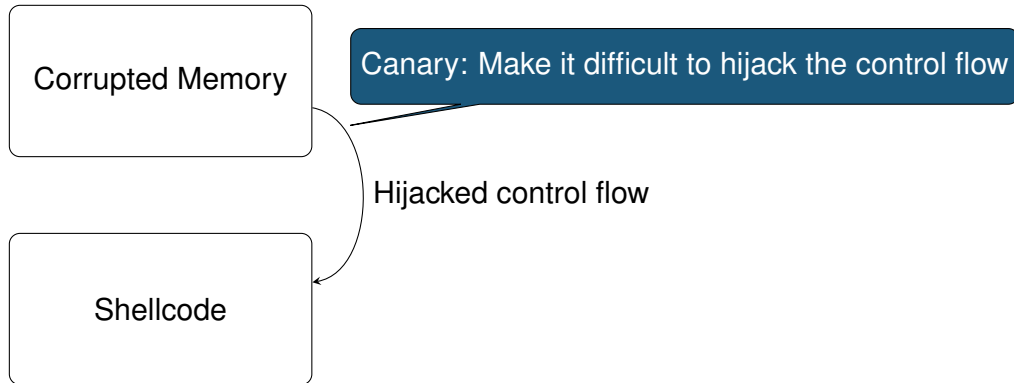 Corrupted Memory
Canary: Make it difficult to hijack the control flow
Hijacked control flow
Shellcode